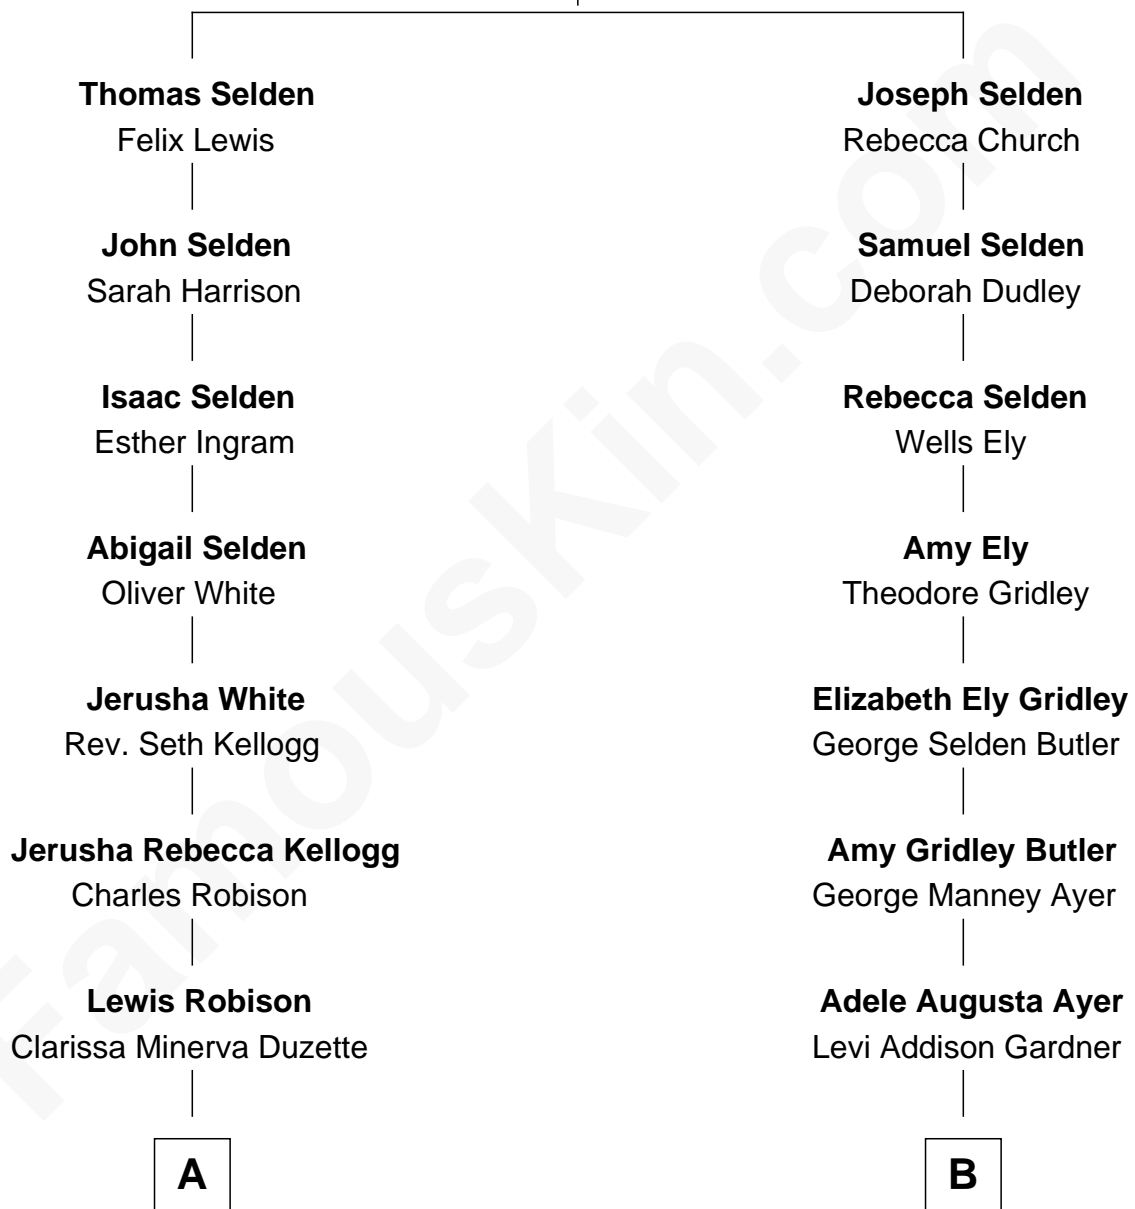 Thomas Selden
Felix Lewis
John Selden
Sarah Harrison
Isaac Selden
Esther Ingram
Abigail Selden
Oliver White
Jerusha White
Rev. Seth Kellogg
Jerusha Rebecca Kellogg
Charles Robison
Lewis Robison
Clarissa Minerva Duzette
A
Joseph Selden
Rebecca Church
Samuel Selden
Deborah Dudley
Rebecca Selden
Wells Ely
Amy Ely
Theodore Gridley
Elizabeth Ely Gridley
George Selden Butler
Amy Gridley Butler
George Manney Ayer
Adele Augusta Ayer
Levi Addison Gardner
B
FamousKin.com